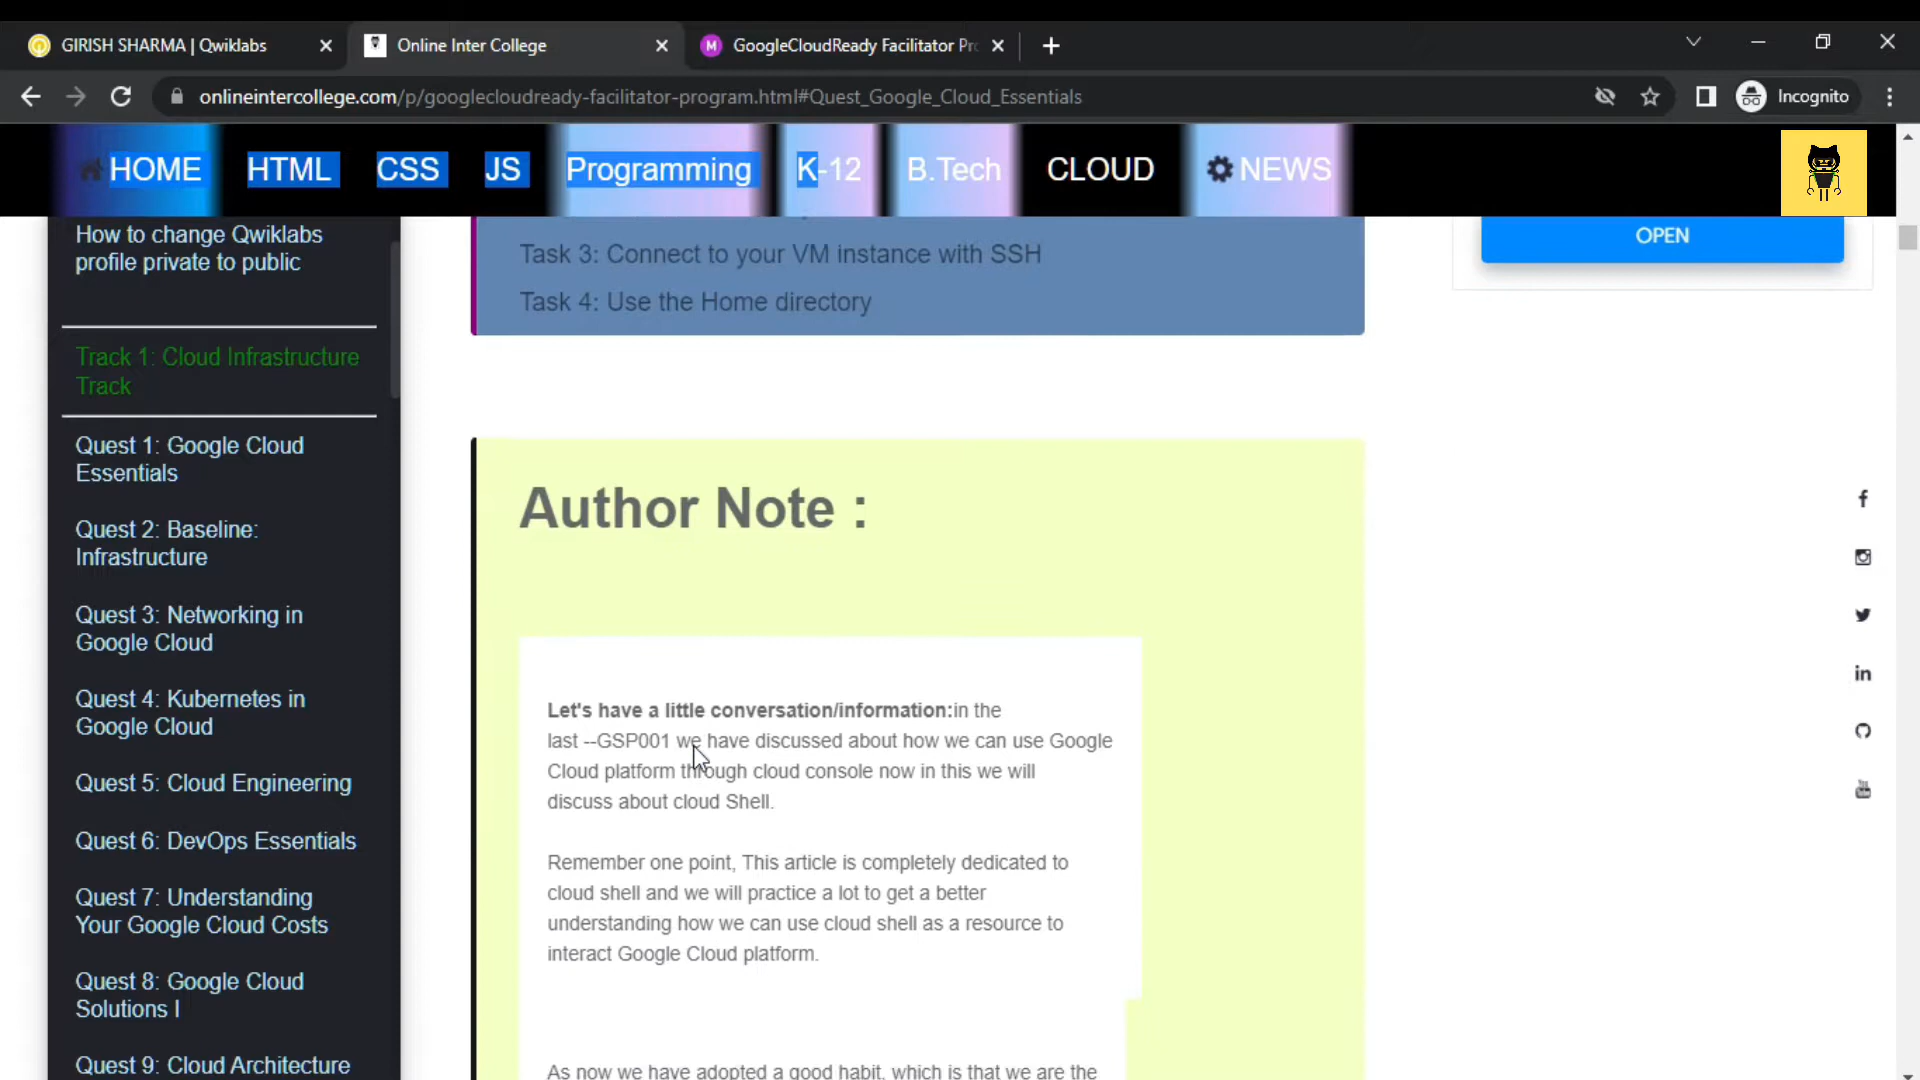 GIRISH SHARMA | Qwiklabs
Online Inter College
GoogleCloudReady Facilitator Pr
onlineintercollege.com/p/googlecloudready-facilitator-program.html#Quest_Google_Cloud_Essentials
Incognito
HOME HTML CSS JS Programming K-12 B.Tech CLOUD NEWS
How to change Qwiklabs
profile private to public
Track 1: Cloud Infrastructure
Track
Quest 1: Google Cloud
Essentials
Quest 2: Baseline:
Infrastructure
Quest 3: Networking in
Google Cloud
Quest 4: Kubernetes in
Google Cloud
Quest 5: Cloud Engineering
Quest 6: DevOps Essentials
Quest 7: Understanding
Your Google Cloud Costs
Quest 8: Google Cloud
Solutions I
Quest 9: Cloud Architecture
Task 3: Connect to your VM instance with SSH
Task 4: Use the Home directory
Author Note :
Let's have a little conversation/information:in the
last --GSP001 we have discussed about how we can use Google
Cloud platform through cloud console now in this we will
discuss about cloud Shell.
Remember one point, This article is completely dedicated to
cloud shell and we will practice a lot to get a better
understanding how we can use cloud shell as a resource to
interact Google Cloud platform.
As now we have adopted a good habit, which is that we are the
OPEN